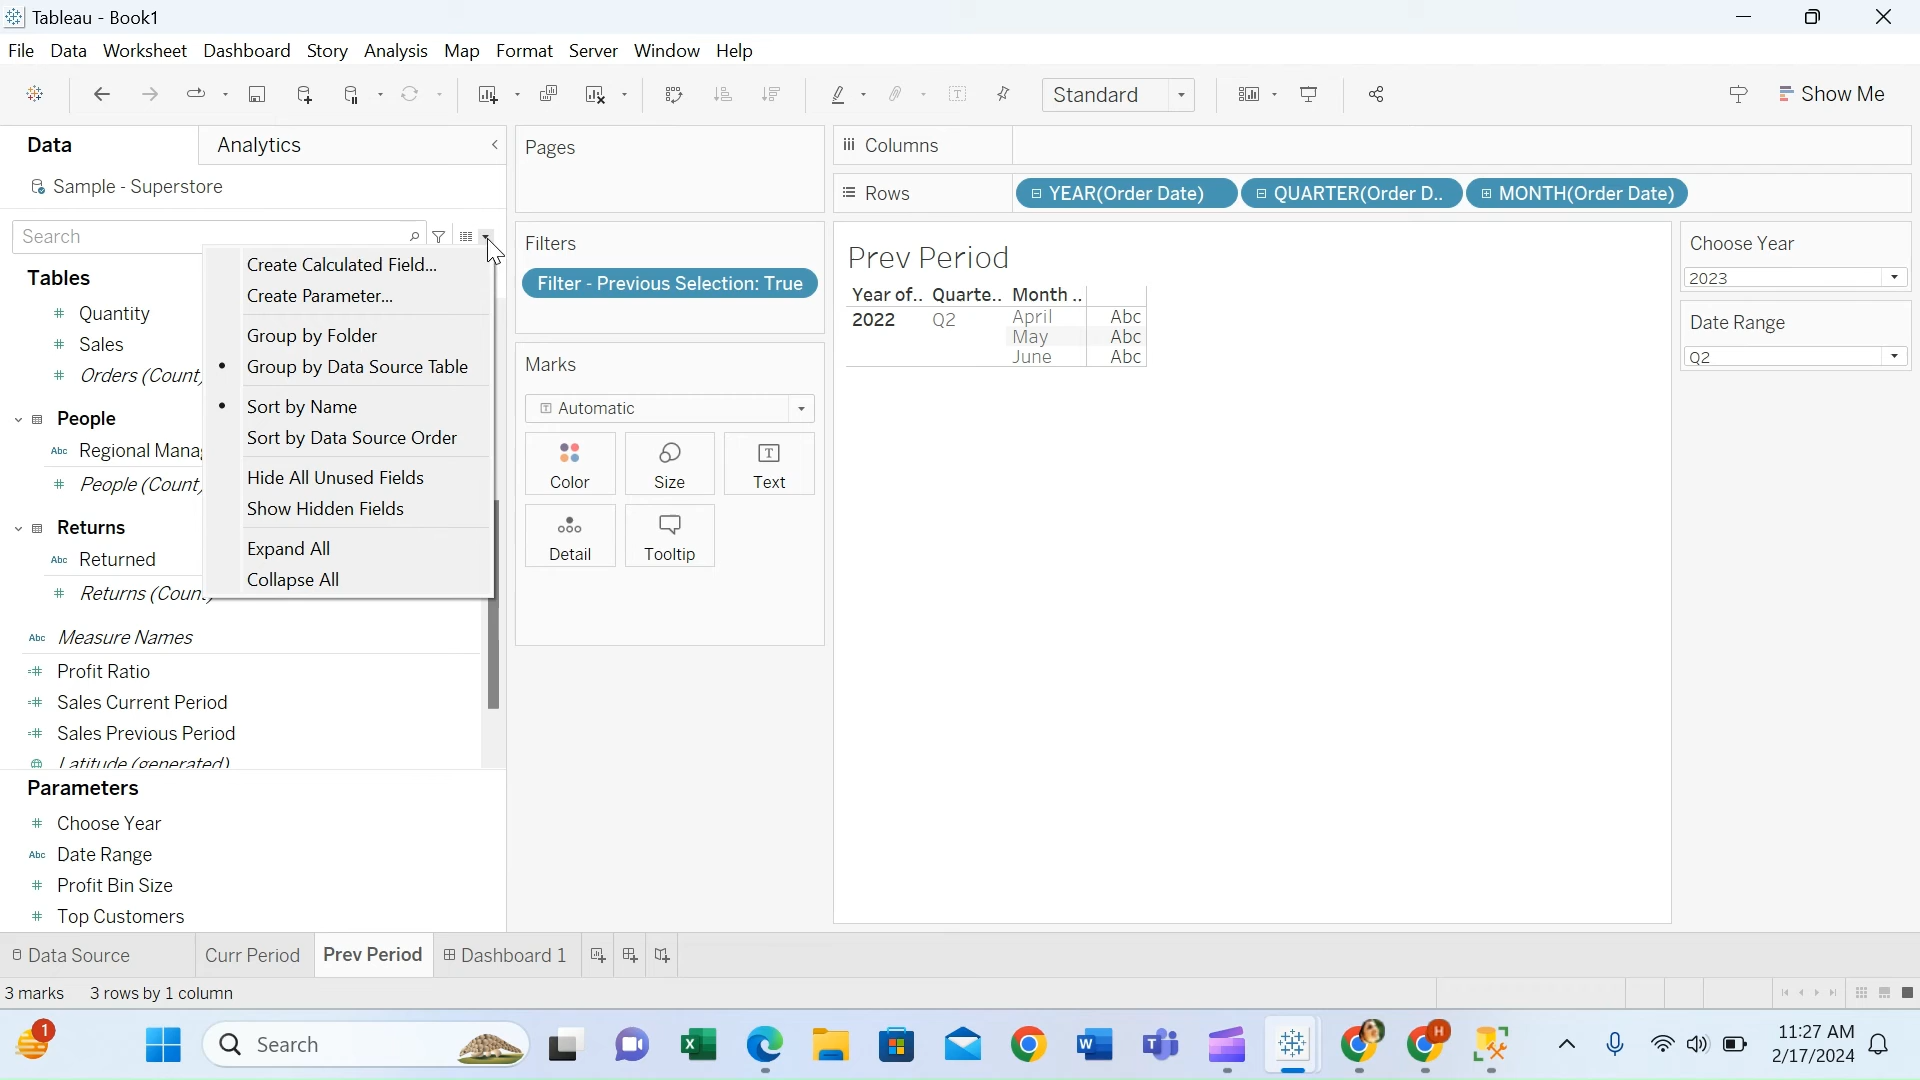 Tableau - Book1
File Data Worksheet Dashboard Story Analysis Map Format Server Window Help
Standard
Show Me
Data
Analytics
Sample - Superstore
Search
Tables
# Quantity
# Sales
# Orders (Count)
People
Abc Regional Mana
# People (Count)
Returns
Abc Returned
# Returns (Coun
Abc Measure Names
=# Profit Ratio
=# Sales Current Period
=# Sales Previous Period
Latitude (generated)
Create Calculated Field...
Create Parameter...
Group by Folder
• Group by Data Source Table
• Sort by Name
Sort by Data Source Order
Hide All Unused Fields
Show Hidden Fields
Expand All
Collapse All
Parameters
# Choose Year
Abc Date Range
# Profit Bin Size
# Top Customers
Pages
Filters
Filter - Previous Selection: True
Marks
Automatic
Color Size Text
Detail Tooltip
Columns
Rows
YEAR(Order Date) QUARTER(Order D.. MONTH(Order Date)
Prev Period
Year of.. Quarte.. Month ..
2022 Q2 April Abc
May Abc
June Abc
Choose Year
2023
Date Range
Q2
Data Source Curr Period Prev Period Dashboard 1
3 marks 3 rows by 1 column
1
Search
H
11:27 AM
2/17/2024